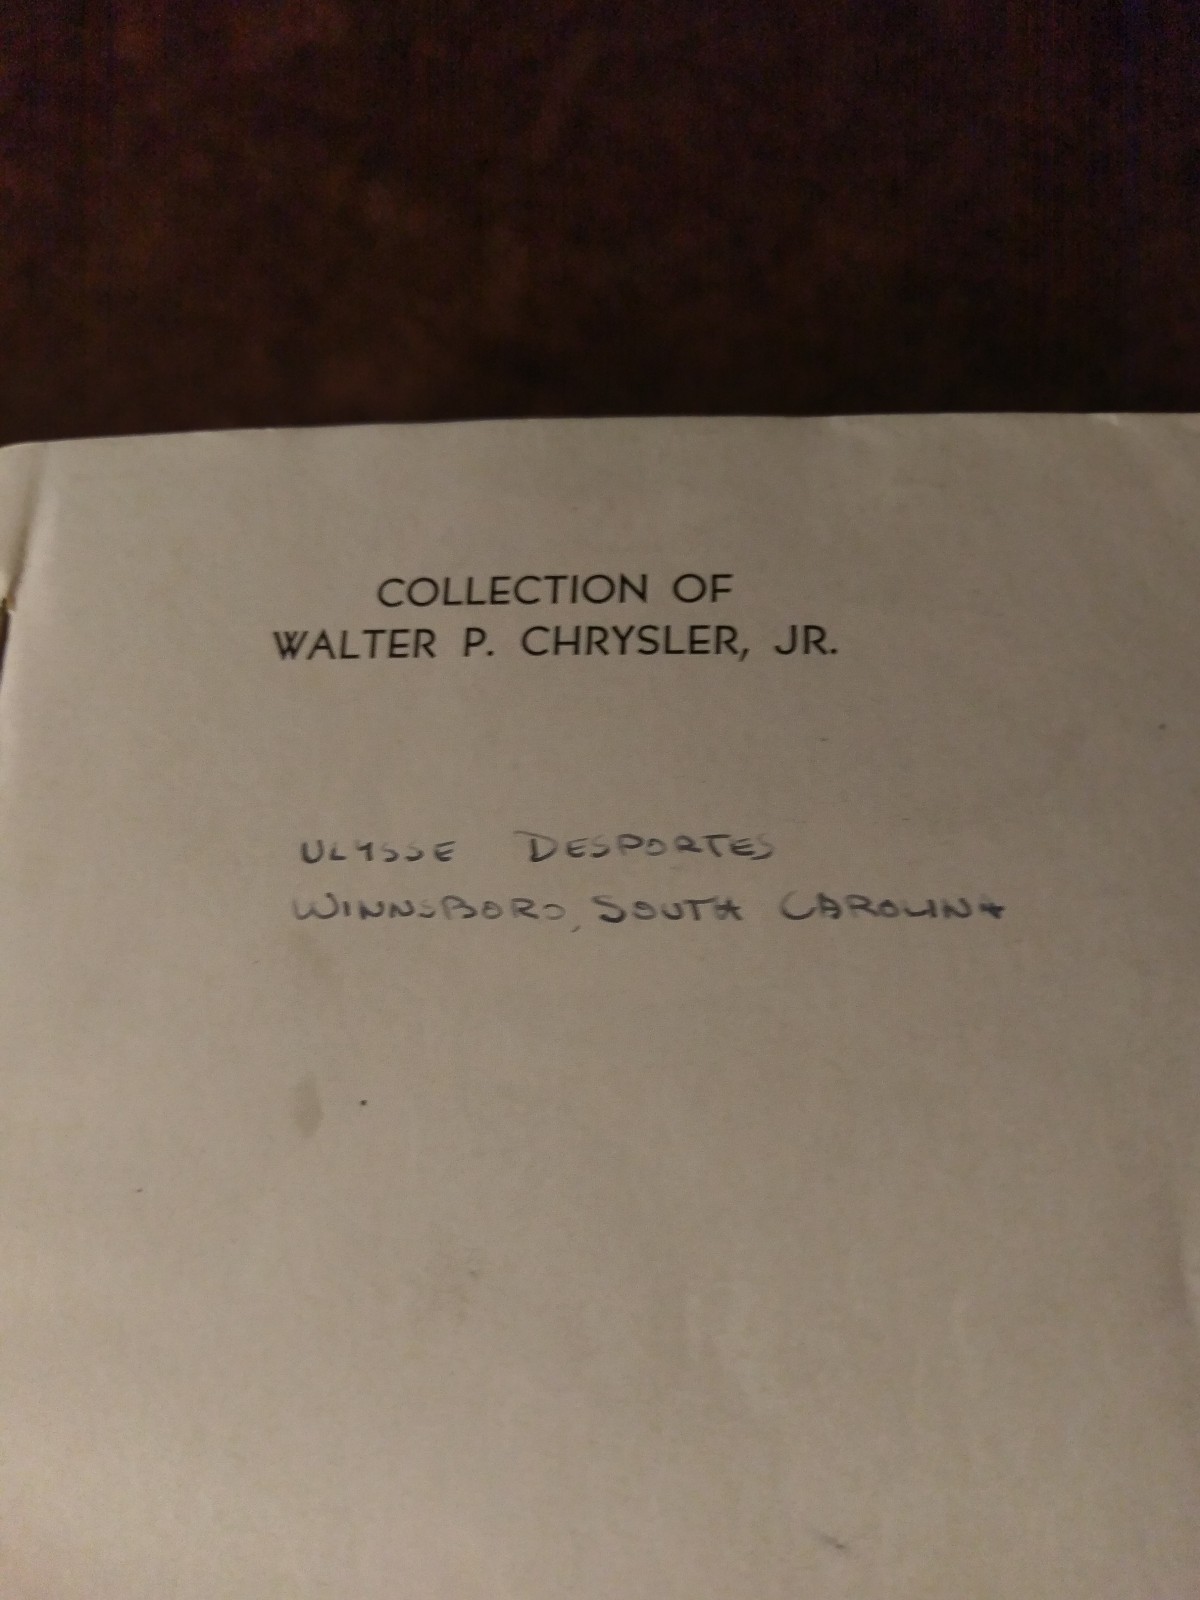 COLLECTION OF
WALTER P. CHRYSLER, JR.
ULYSSE DESPORTES
WINNSBORO, SOUTH CAROLINA